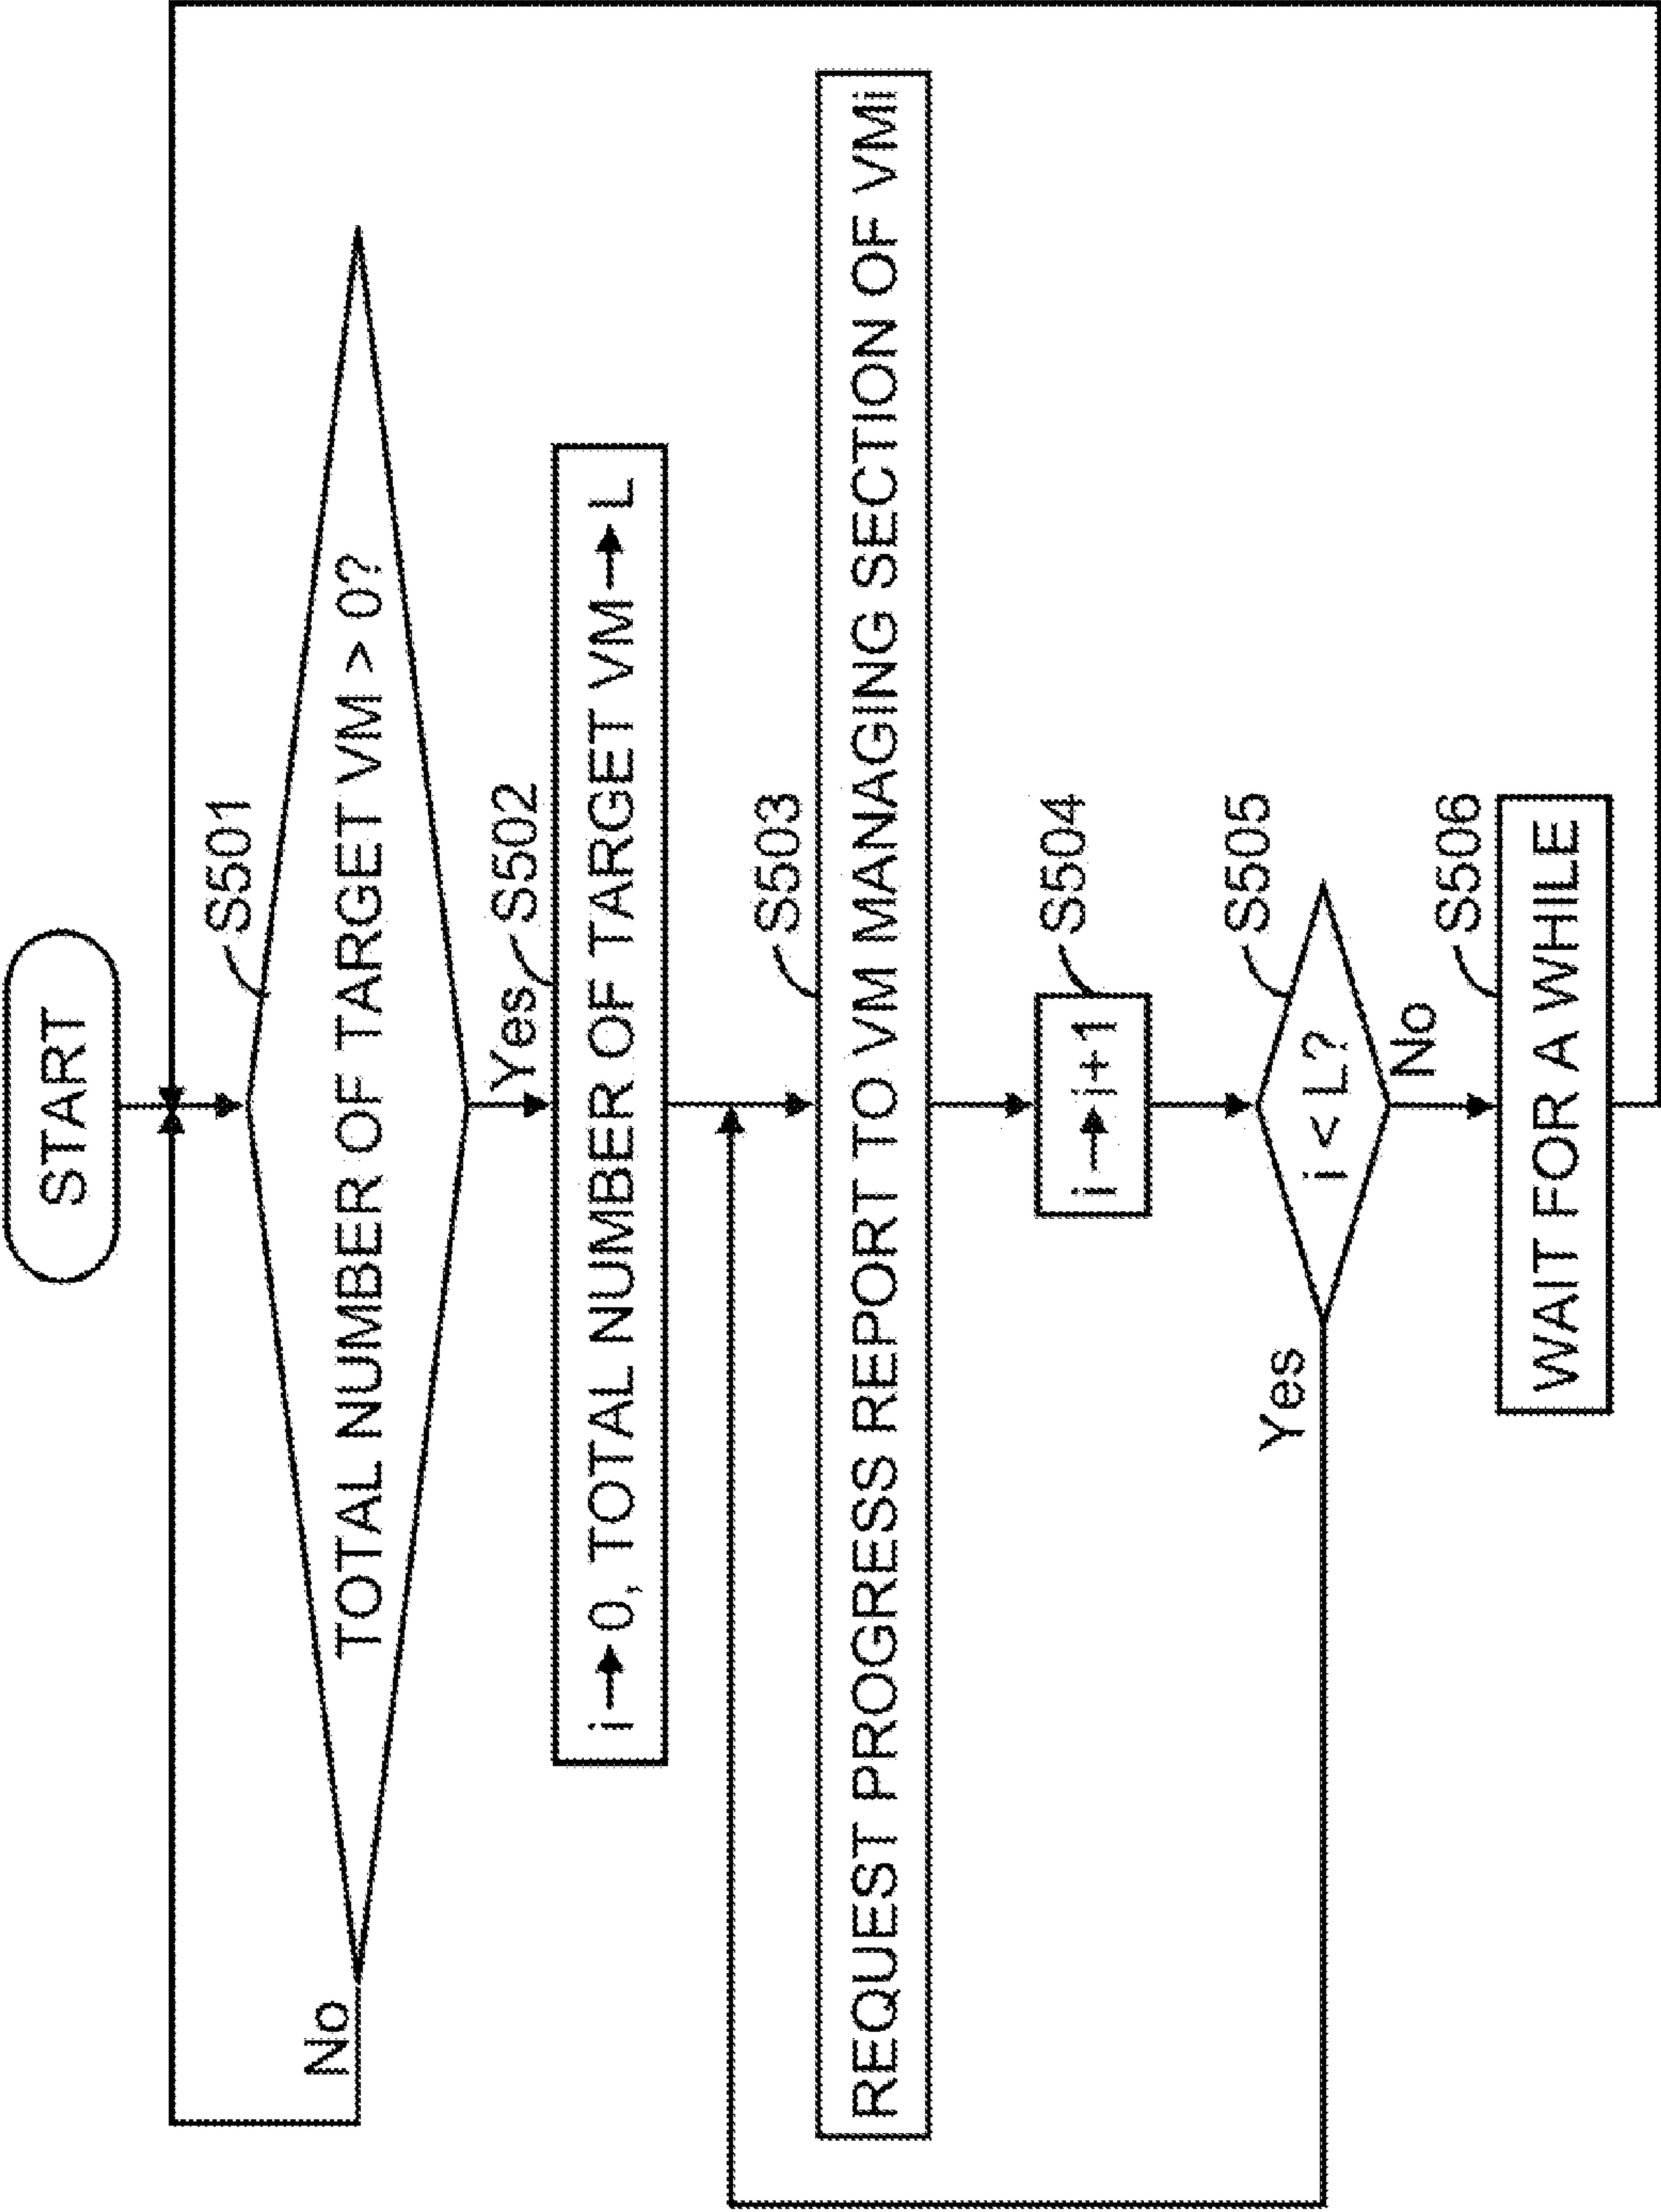 START
S501
TOTAL NUMBER OF TARGET VM > 0?
No
Yes
S502
i→0, TOTAL NUMBER OF TARGET VM→L
S503
REQUEST PROGRESS REPORT TO VM MANAGING SECTION OF VMi
S504
i→i+1
S505
i < L?
Yes
No
S506
WAIT FOR A WHILE